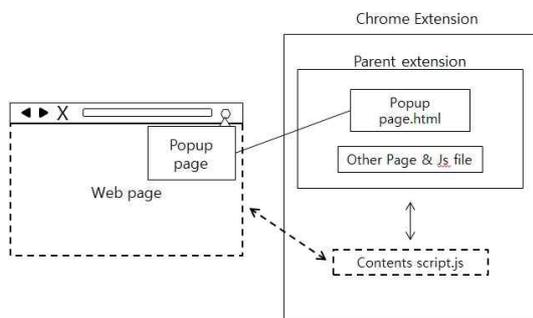 Chrome Extension
Parent extension
Popup
page.html
Other Page & Js file
Contents script.js
X
Popup
page
Web page